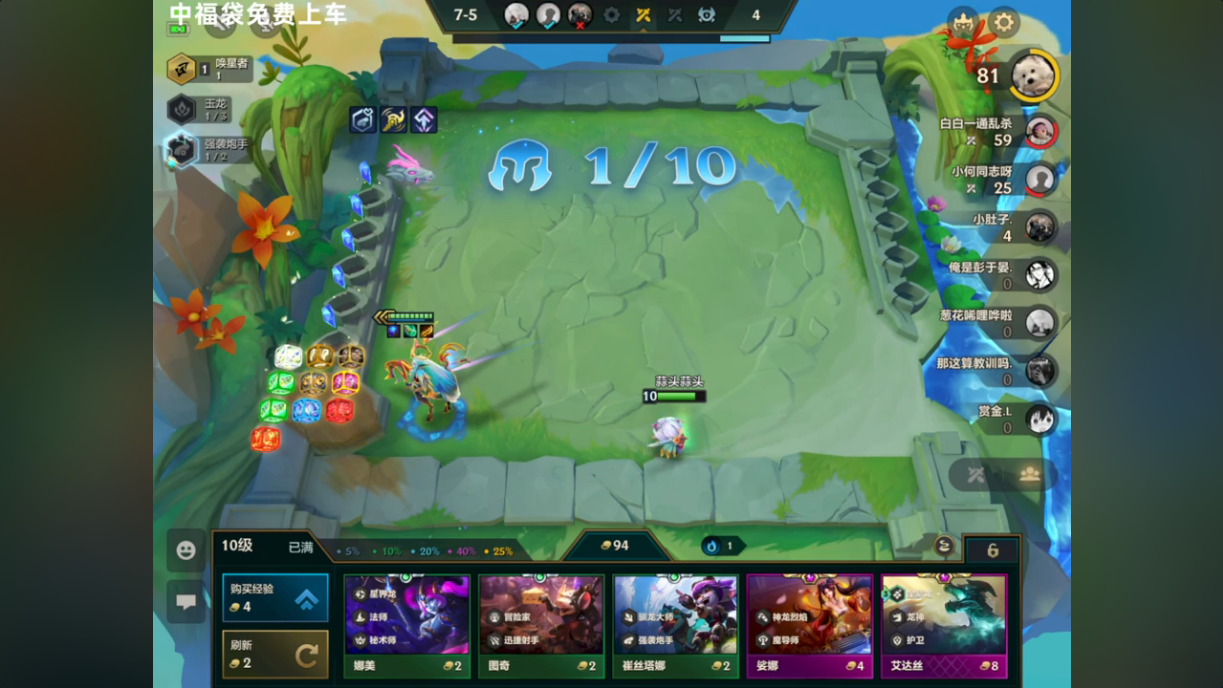 中福袋免费上车
7-5
4
唤星者
1
1
玉龙
1/3
强袭炮手
1/2
1/10
81
白白一通乱杀
59
小何同志呀
25
小肚子.
4
俺是彭于晏.
0
葱花唏哩哗啦
0
那这算教训吗.
0
赏金.L
0
蒜头蒜头
10
10级
已满
5%
10%
20%
40%
25%
94
1
6
购买经验
4
刷新
2
星界龙
法师
秘术师
娜美
2
冒险家
迅捷射手
图奇
2
驯龙大师
强袭炮手
崔丝塔娜
2
神龙烈焰
魔导师
娑娜
4
龙神
护卫
艾达丝
8